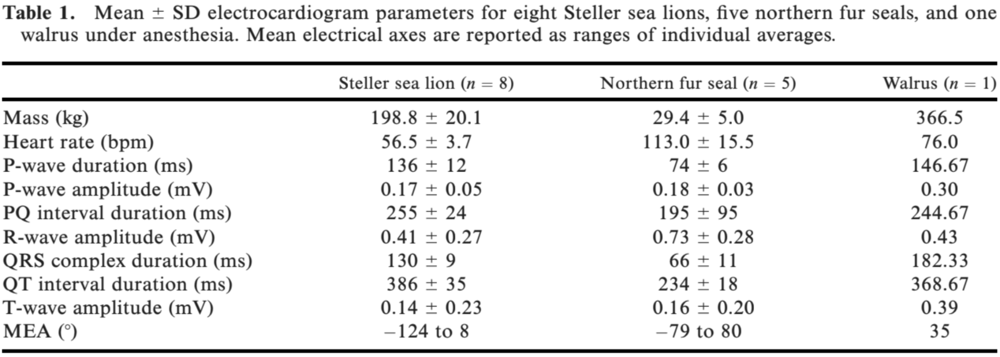 Table 1. Mean ± SD electrocardiogram parameters for eight Steller sea lions, five northern fur seals, and one
walrus under anesthesia. Mean electrical axes are reported as ranges of individual averages.
Steller sea lion (n = 8) Northern fur seal (n = 5) Walrus (n = 1)
Mass (kg) 198.8 ± 20.1 29.4 ± 5.0 366.5
Heart rate (bpm) 56.5 ± 3.7 113.0 ± 15.5 76.0
P-wave duration (ms) 136 ± 12 74 ± 6 146.67
P-wave amplitude (mV) 0.17 ± 0.05 0.18 ± 0.03 0.30
PQ interval duration (ms) 255 ± 24 195 ± 95 244.67
R-wave amplitude (mV) 0.41 ± 0.27 0.73 ± 0.28 0.43
QRS complex duration (ms) 130 ± 9 66 ± 11 182.33
QT interval duration (ms) 386 ± 35 234 ± 18 368.67
T-wave amplitude (mV) 0.14 ± 0.23 0.16 ± 0.20 0.39
MEA (°) −124 to 8 −79 to 80 35